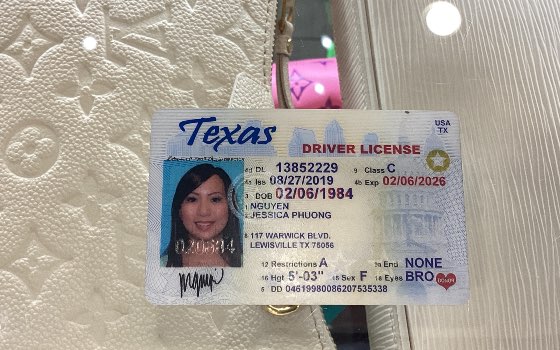 Texas
USA
TX
DRIVER LICENSE
4d DL 13852229 9 Class C
4a Iss 08/27/2019 4b Exp 02/06/2026
3 DOB 02/06/1984
1 NGUYEN
2 JESSICA PHUONG
8 117 WARWICK BLVD.
LEWISVILLE TX 75056
12 Restrictions A 9a End NONE
16 Hgt 5'-03" 15 Sex F 18 Eyes BRO
DONOR
5 DD 04619980086207535338